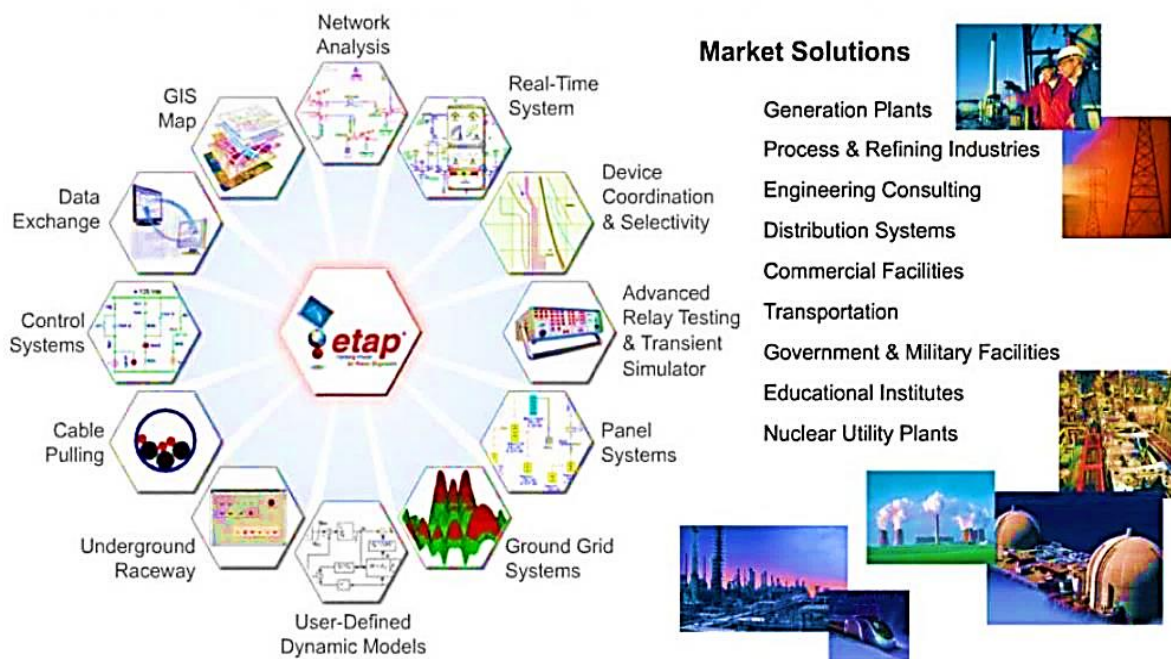 Network
Analysis
Real-Time
System
Device
Coordination
& Selectivity
Advanced
Relay Testing
& Transient
Simulator
Panel
Systems
Ground Grid
Systems
User-Defined
Dynamic Models
Underground
Raceway
Cable
Pulling
Control
Systems
Data
Exchange
GIS
Map
etap
Market Solutions
Generation Plants
Process & Refining Industries
Engineering Consulting
Distribution Systems
Commercial Facilities
Transportation
Government & Military Facilities
Educational Institutes
Nuclear Utility Plants